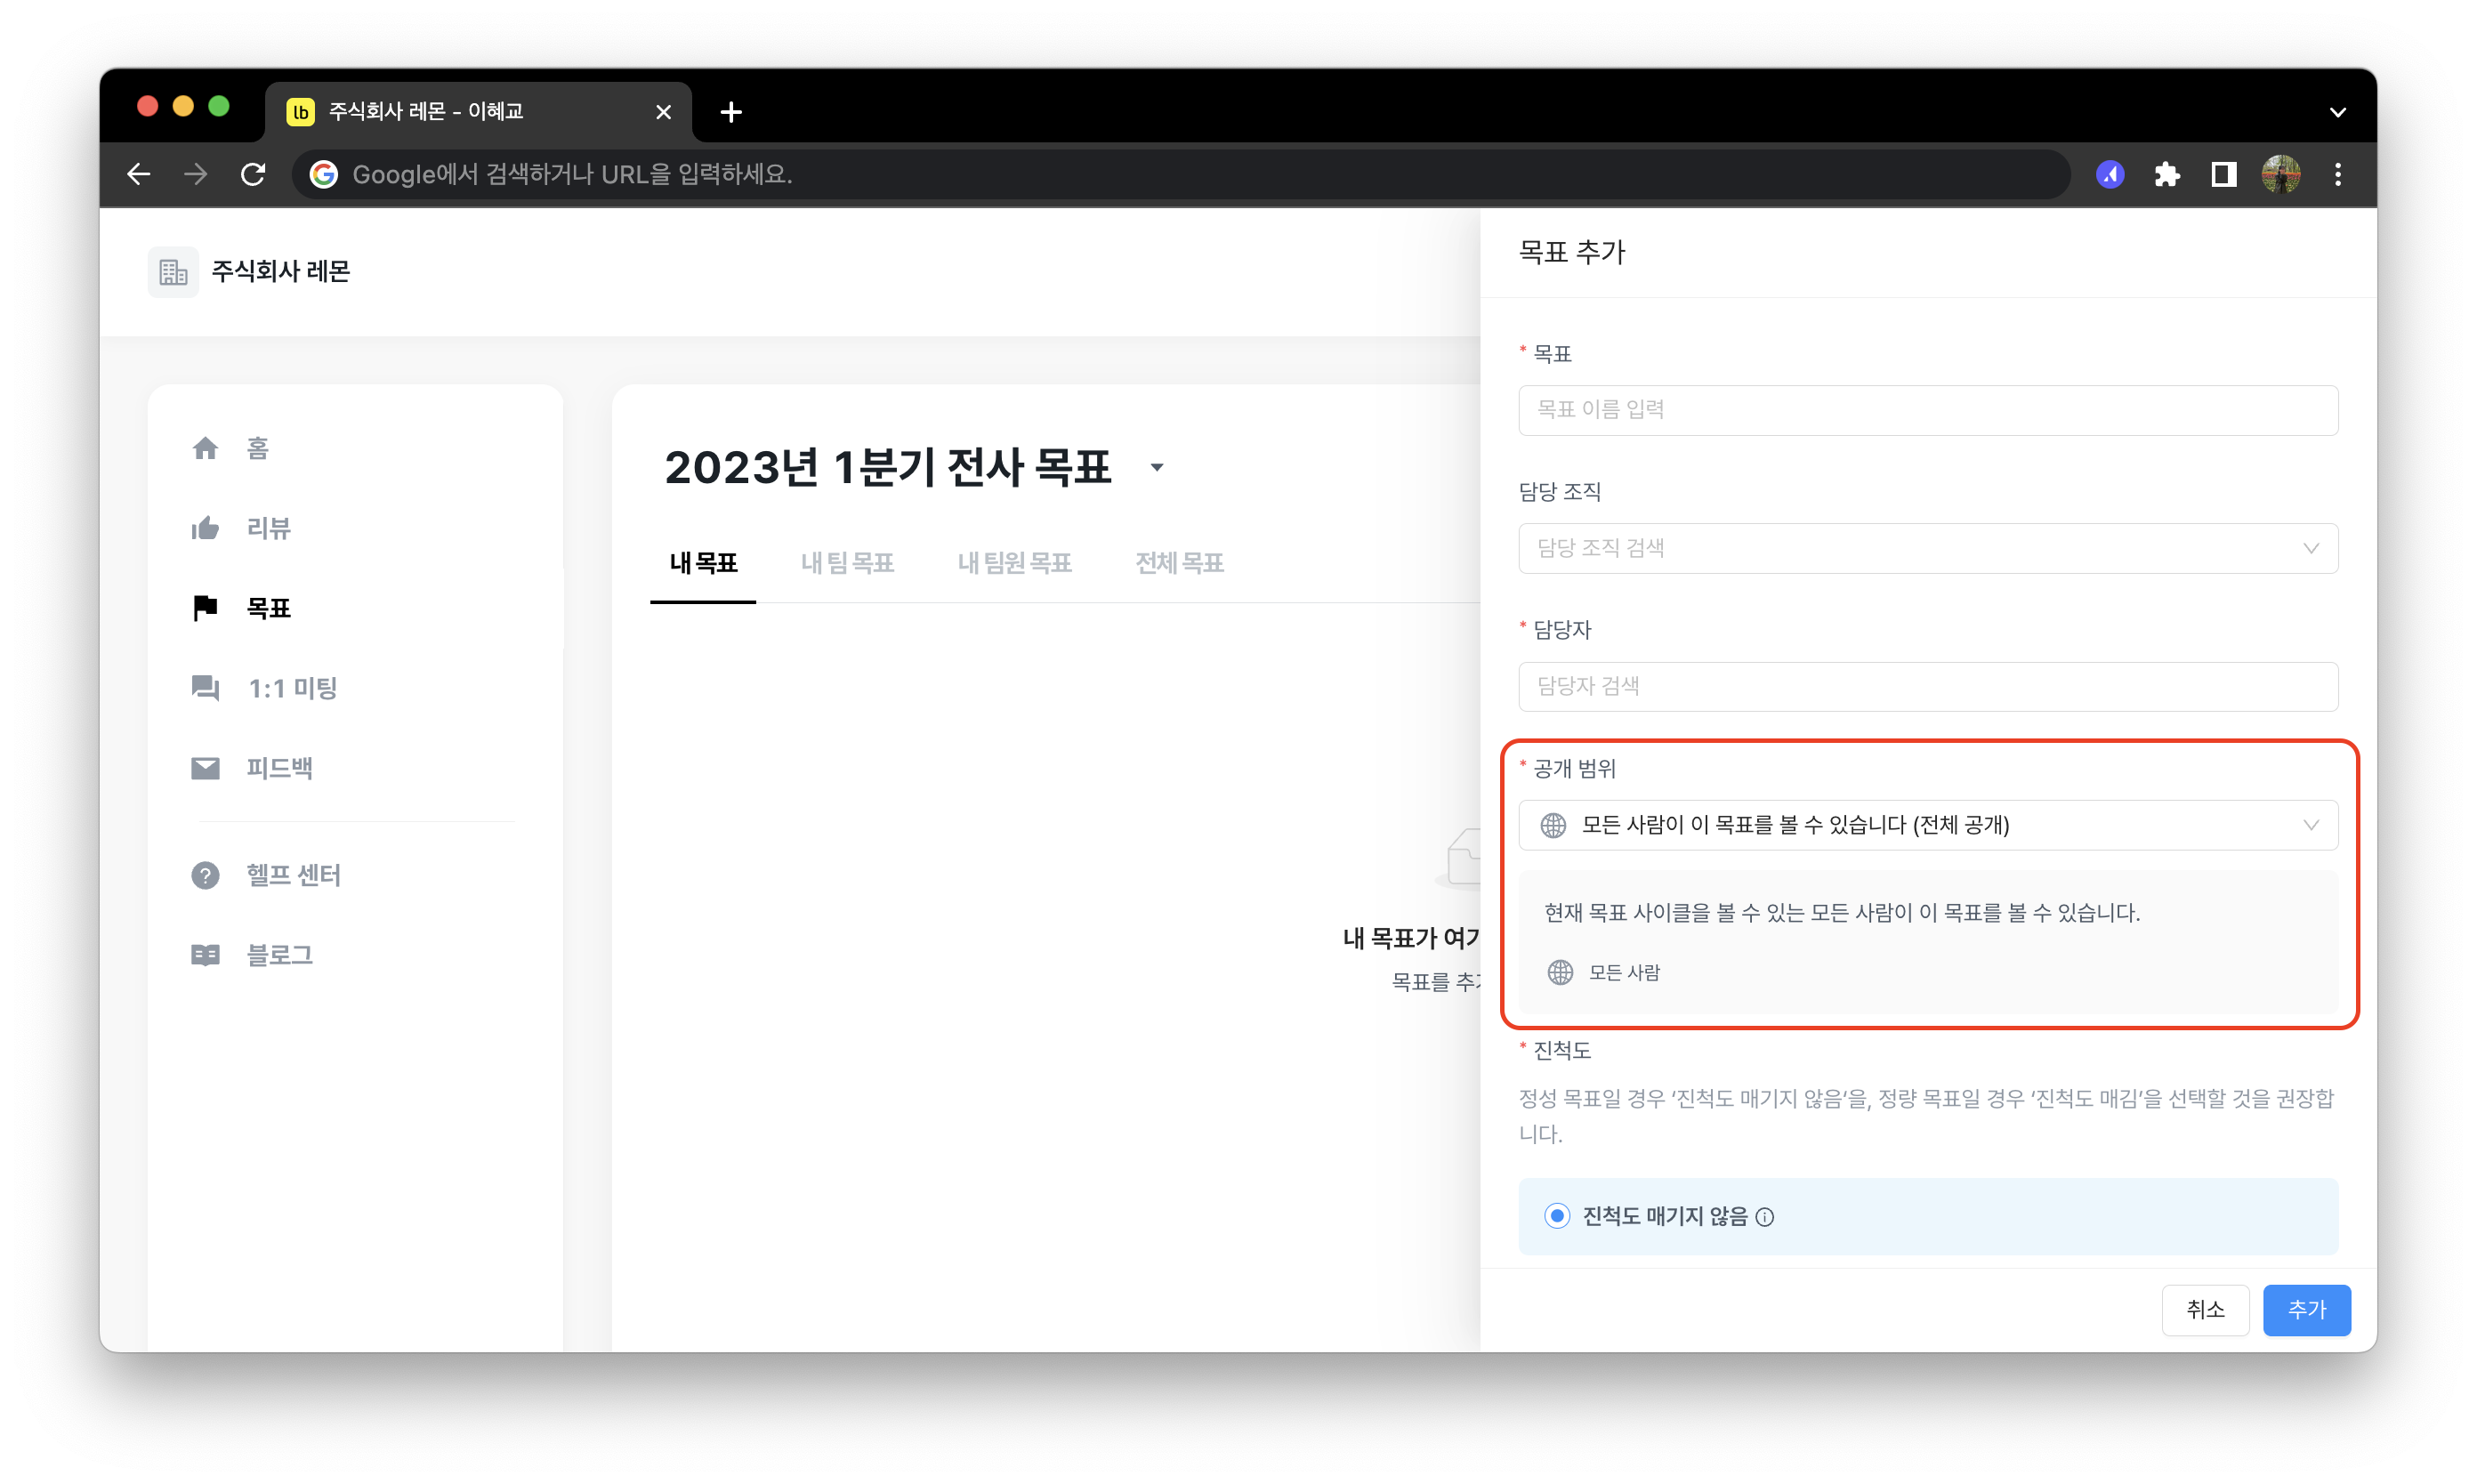 lb 주식회사 레몬 - 이혜교
Google에서 검색하거나 URL을 입력하세요.
주식회사 레몬
홈
리뷰
목표
1:1 미팅
피드백
헬프 센터
블로그
2023년 1분기 전사 목표
내 목표 내 팀 목표 내 팀원 목표 전체 목표
내 목표가 여기
목표를 추가
목표 추가
* 목표
목표 이름 입력
담당 조직
담당 조직 검색
* 담당자
담당자 검색
* 공개 범위
모든 사람이 이 목표를 볼 수 있습니다 (전체 공개)
현재 목표 사이클을 볼 수 있는 모든 사람이 이 목표를 볼 수 있습니다.
모든 사람
* 진척도
정성 목표일 경우 ‘진척도 매기지 않음‘을, 정량 목표일 경우 ‘진척도 매김‘을 선택할 것을 권장합
니다.
진척도 매기지 않음
취소 추가